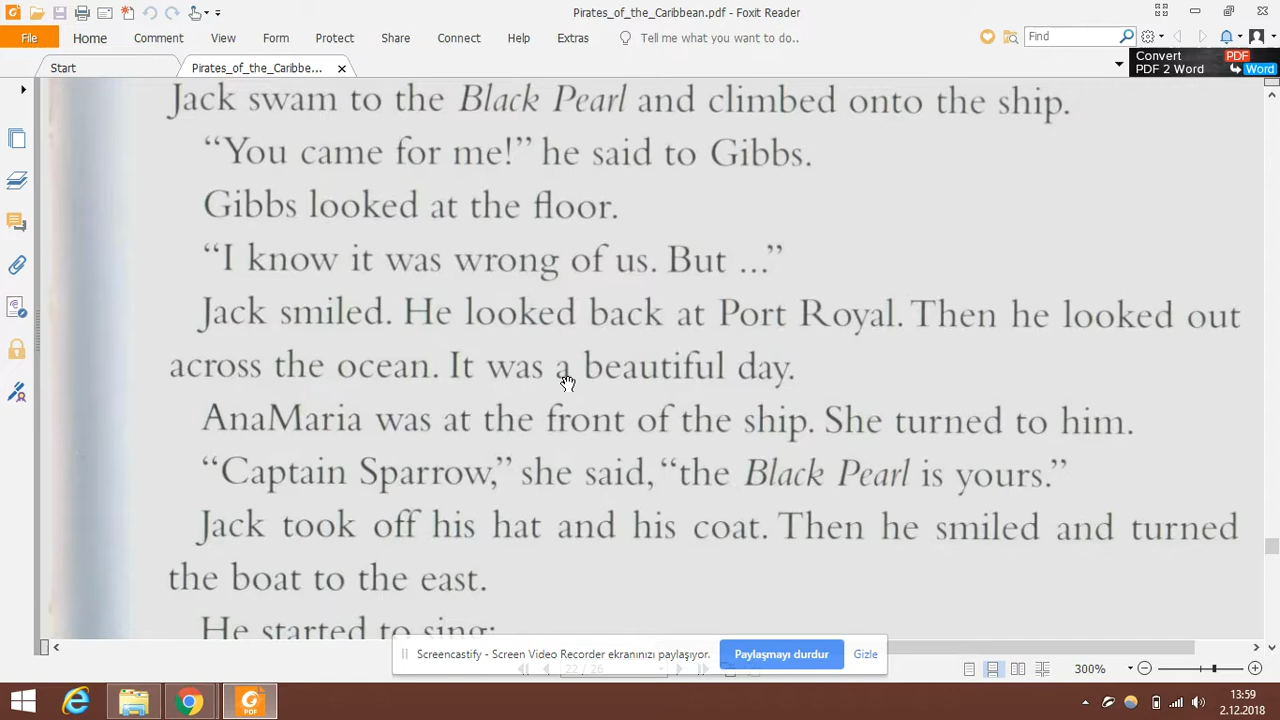 Pirates_of_the_Caribbean.pdf - Foxit Reader
File Home Comment View Form Protect Share Connect Help Extras Tell me what you want to do.. Find
Start Pirates_of_the_Caribbe...
Convert PDF
PDF 2 Word Word
Jack swam to the Black Pearl and climbed onto the ship.
“You came for me!” he said to Gibbs.
Gibbs looked at the floor.
“I know it was wrong of us. But ...”
Jack smiled. He looked back at Port Royal. Then he looked out
across the ocean. It was a beautiful day.
AnaMaria was at the front of the ship. She turned to him.
“Captain Sparrow,” she said, “the Black Pearl is yours.”
Jack took off his hat and his coat. Then he smiled and turned
the boat to the east.
He started to sing:
Screencastify - Screen Video Recorder ekranınızı paylaşıyor. Paylaşmayı durdur Gizle
22 / 26 300%
PDF
13:59
2.12.2018